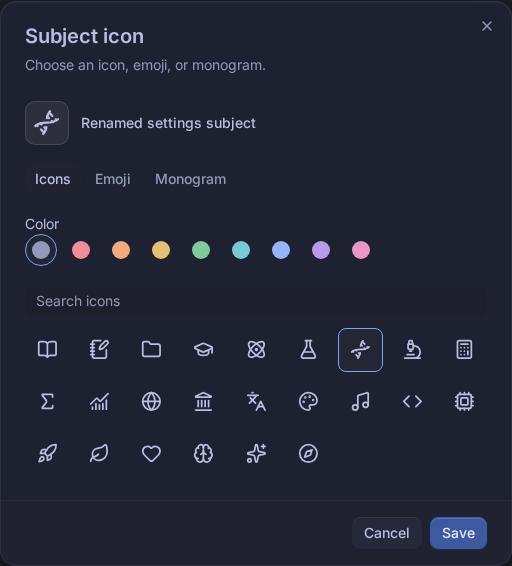 Subject icon
Choose an icon, emoji, or monogram.
Renamed settings subject
Icons Emoji Monogram
Color
Search icons
Cancel Save